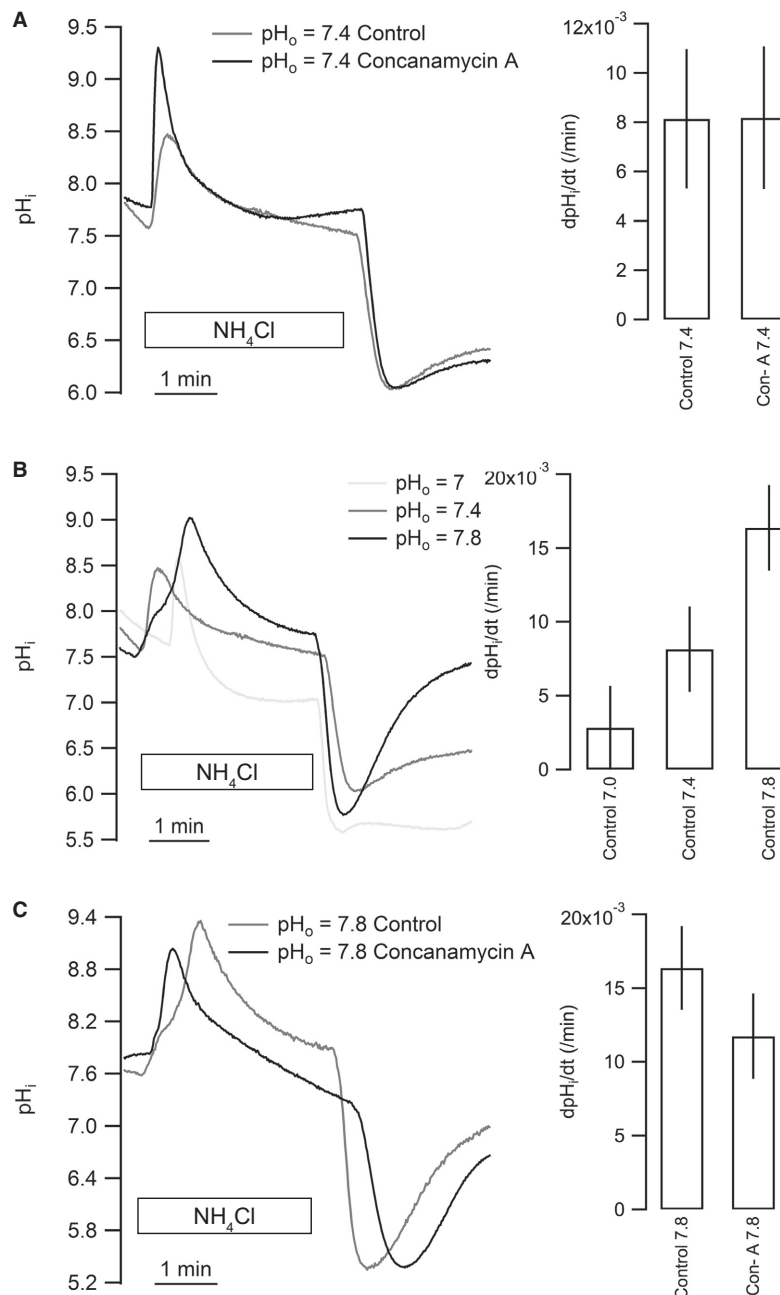 A
9.5
9.0
8.5
8.0
7.5
7.0
6.5
6.0
pHi
pHo = 7.4 Control
pHo = 7.4 Concanamycin A
NH4Cl
1 min
12x10-3
10
8
6
4
2
0
dpHi/dt (/min)
Control 7.4
Con- A 7.4
B
9.5
9.0
8.5
8.0
7.5
7.0
6.5
6.0
5.5
pHi
pHo = 7
pHo = 7.4
pHo = 7.8
NH4Cl
1 min
20x10-3
15
10
5
0
dpHi/dt (/min)
Control 7.0
Control 7.4
Control 7.8
C
9.4
8.8
8.2
7.6
7.0
6.4
5.8
5.2
pHi
pHo = 7.8 Control
pHo = 7.8 Concanamycin A
NH4Cl
1 min
20x10-3
15
10
5
0
dpHi/dt (/min)
Control 7.8
Con- A 7.8